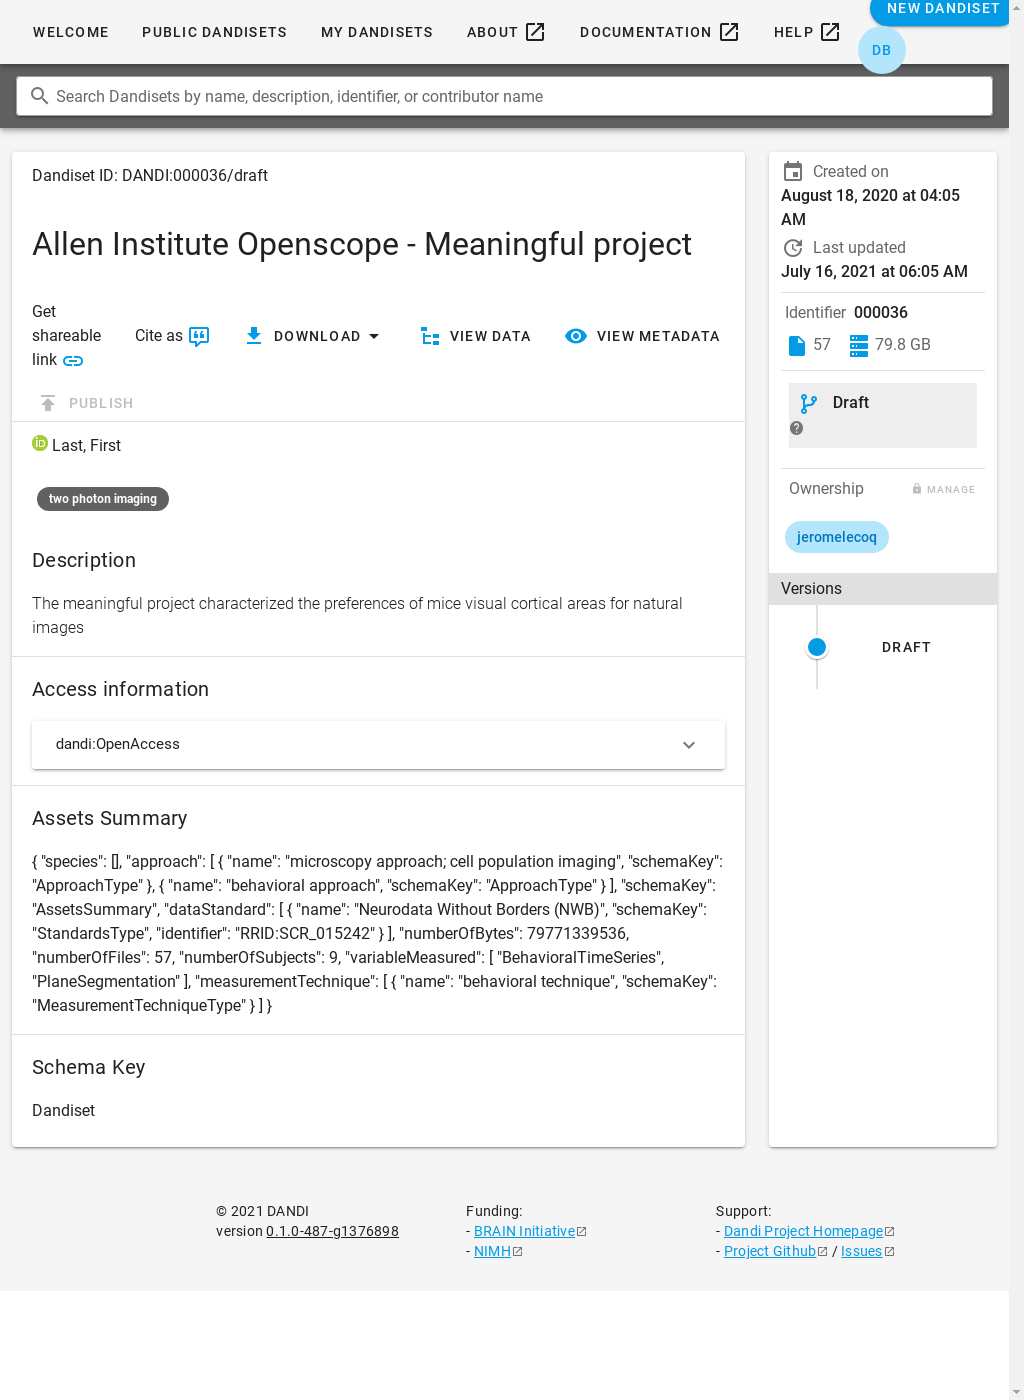 WELCOME PUBLIC DANDISETS MY DANDISETS ABOUT DOCUMENTATION HELP NEW DANDISET
DB
Search Dandisets by name, description, identifier, or contributor name
Dandiset ID: DANDI:000036/draft
Allen Institute Openscope - Meaningful project
Get
shareable
link
Cite as DOWNLOAD VIEW DATA VIEW METADATA
PUBLISH
Last, First
two photon imaging
Description
The meaningful project characterized the preferences of mice visual cortical areas for natural
images
Access information
dandi:OpenAccess
Assets Summary
{ "species": [], "approach": [ { "name": "microscopy approach; cell population imaging", "schemaKey":
"ApproachType" }, { "name": "behavioral approach", "schemaKey": "ApproachType" } ], "schemaKey":
"AssetsSummary", "dataStandard": [ { "name": "Neurodata Without Borders (NWB)", "schemaKey":
"StandardsType", "identifier": "RRID:SCR_015242" } ], "numberOfBytes": 79771339536,
"numberOfFiles": 57, "numberOfSubjects": 9, "variableMeasured": [ "BehavioralTimeSeries",
"PlaneSegmentation" ], "measurementTechnique": [ { "name": "behavioral technique", "schemaKey":
"MeasurementTechniqueType" } ] }
Schema Key
Dandiset
Created on
August 18, 2020 at 04:05
AM
Last updated
July 16, 2021 at 06:05 AM
Identifier 000036
57 79.8 GB
Draft
Ownership MANAGE
jeromelecoq
Versions
DRAFT
© 2021 DANDI
version 0.1.0-487-g1376898
Funding:
- BRAIN Initiative
- NIMH
Support:
- Dandi Project Homepage
- Project Github / Issues